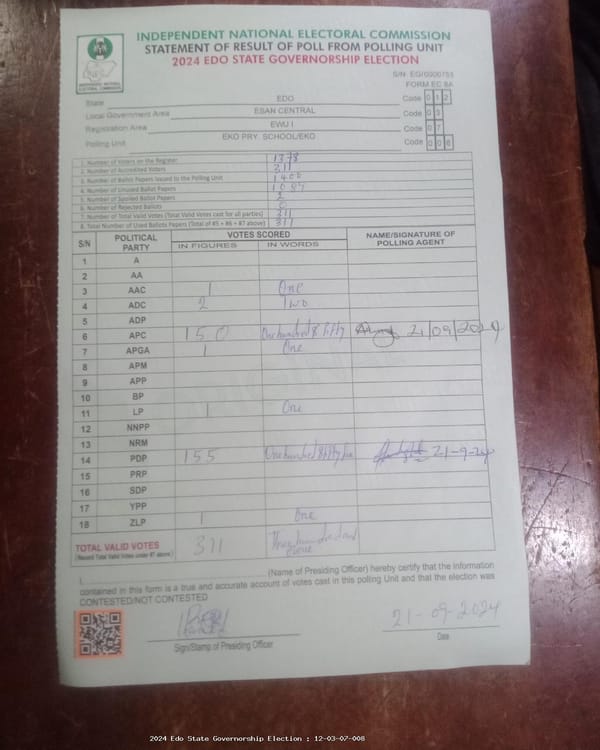 INDEPENDENT NATIONAL ELECTORAL COMMISSION
STATEMENT OF RESULT OF POLL FROM POLLING UNIT
2024 EDO STATE GOVERNORSHIP ELECTION
FORM EC 8A
State EDO Code 0 1 2
Local Government Area ESAN CENTRAL Code 0 3
Registration Area EWU I Code 0 7
Polling Unit EKO PRY. SCHOOL/EKO Code 0 0 8
1. Number of Voters on the Register 1378
2. Number of Accredited Voters 311
3. Number of Ballot Papers Issued to the Polling Unit 1400
4. Number of Unused Ballot Papers 1087
5. Number of Spoiled Ballot Papers 2
6. Number of Rejected Ballots 0
7. Number of Total Valid Votes (Total Valid Votes cast for all parties) 311
8. Total Number of Used Ballots Papers (Total of #5 + #6 + #7 above) 311
S/N POLITICAL PARTY VOTES SCORED NAME/SIGNATURE OF POLLING AGENT
IN FIGURES IN WORDS
1 A
2 AA
3 AAC 1 One
4 ADC 2 Two
5 ADP
6 APC 150 One hundred & fifty 21/09/2024
7 APGA 1 One
8 APM
9 APP
10 BP
11 LP 1 One
12 NNPP
13 NRM
14 PDP 155 One hundred & fifty 21-9-24
15 PRP
16 SDP
17 YPP
18 ZLP 1 One
TOTAL VALID VOTES 311 Three hundred and
(Record Total Valid Votes under #7 above)
I, (Name of Presiding Officer) hereby certify that the information
contained in this form is a true and accurate account of votes cast in this polling Unit and that the election was
CONTESTED/NOT CONTESTED
21-09-2024
Sign/Stamp of Presiding Officer Date
2024 Edo State Governorship Election : 12-03-07-008